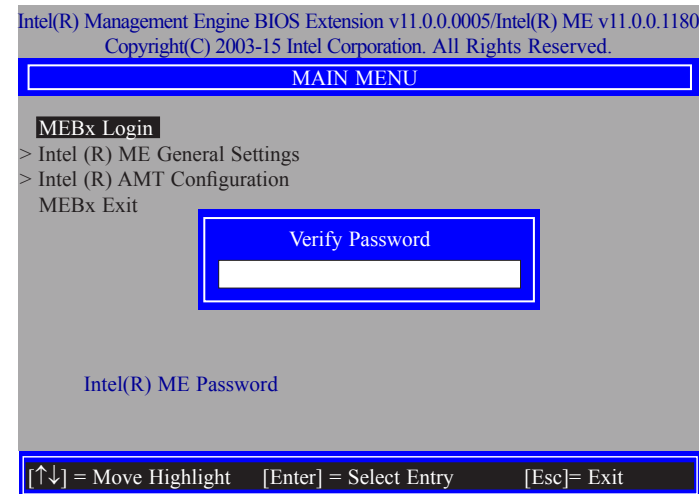 Intel(R) Management Engine BIOS Extension v11.0.0.0005/Intel(R) ME v11.0.0.1180
Copyright(C) 2003-15 Intel Corporation. All Rights Reserved.
MAIN MENU
MEBx Login
> Intel (R) ME General Settings
> Intel (R) AMT Configuration
MEBx Exit
Verify Password
Intel(R) ME Password
[↑↓] = Move Highlight [Enter] = Select Entry [Esc]= Exit